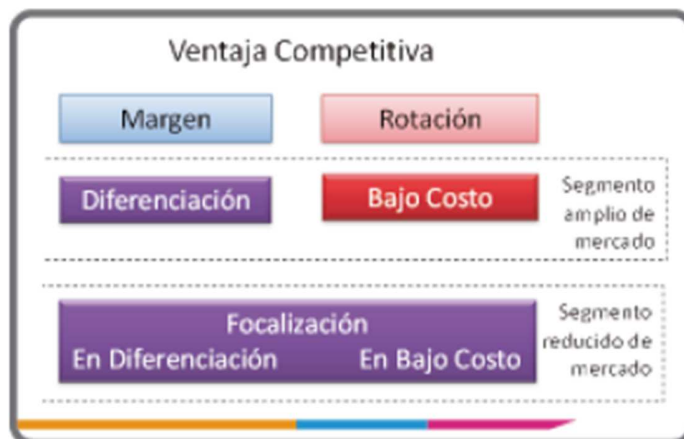 Ventaja Competitiva
Margen
Rotación
Diferenciación
Bajo Costo
Segmento
amplio de
mercado
Focalización
En Diferenciación
En Bajo Costo
Segmento
reducido de
mercado